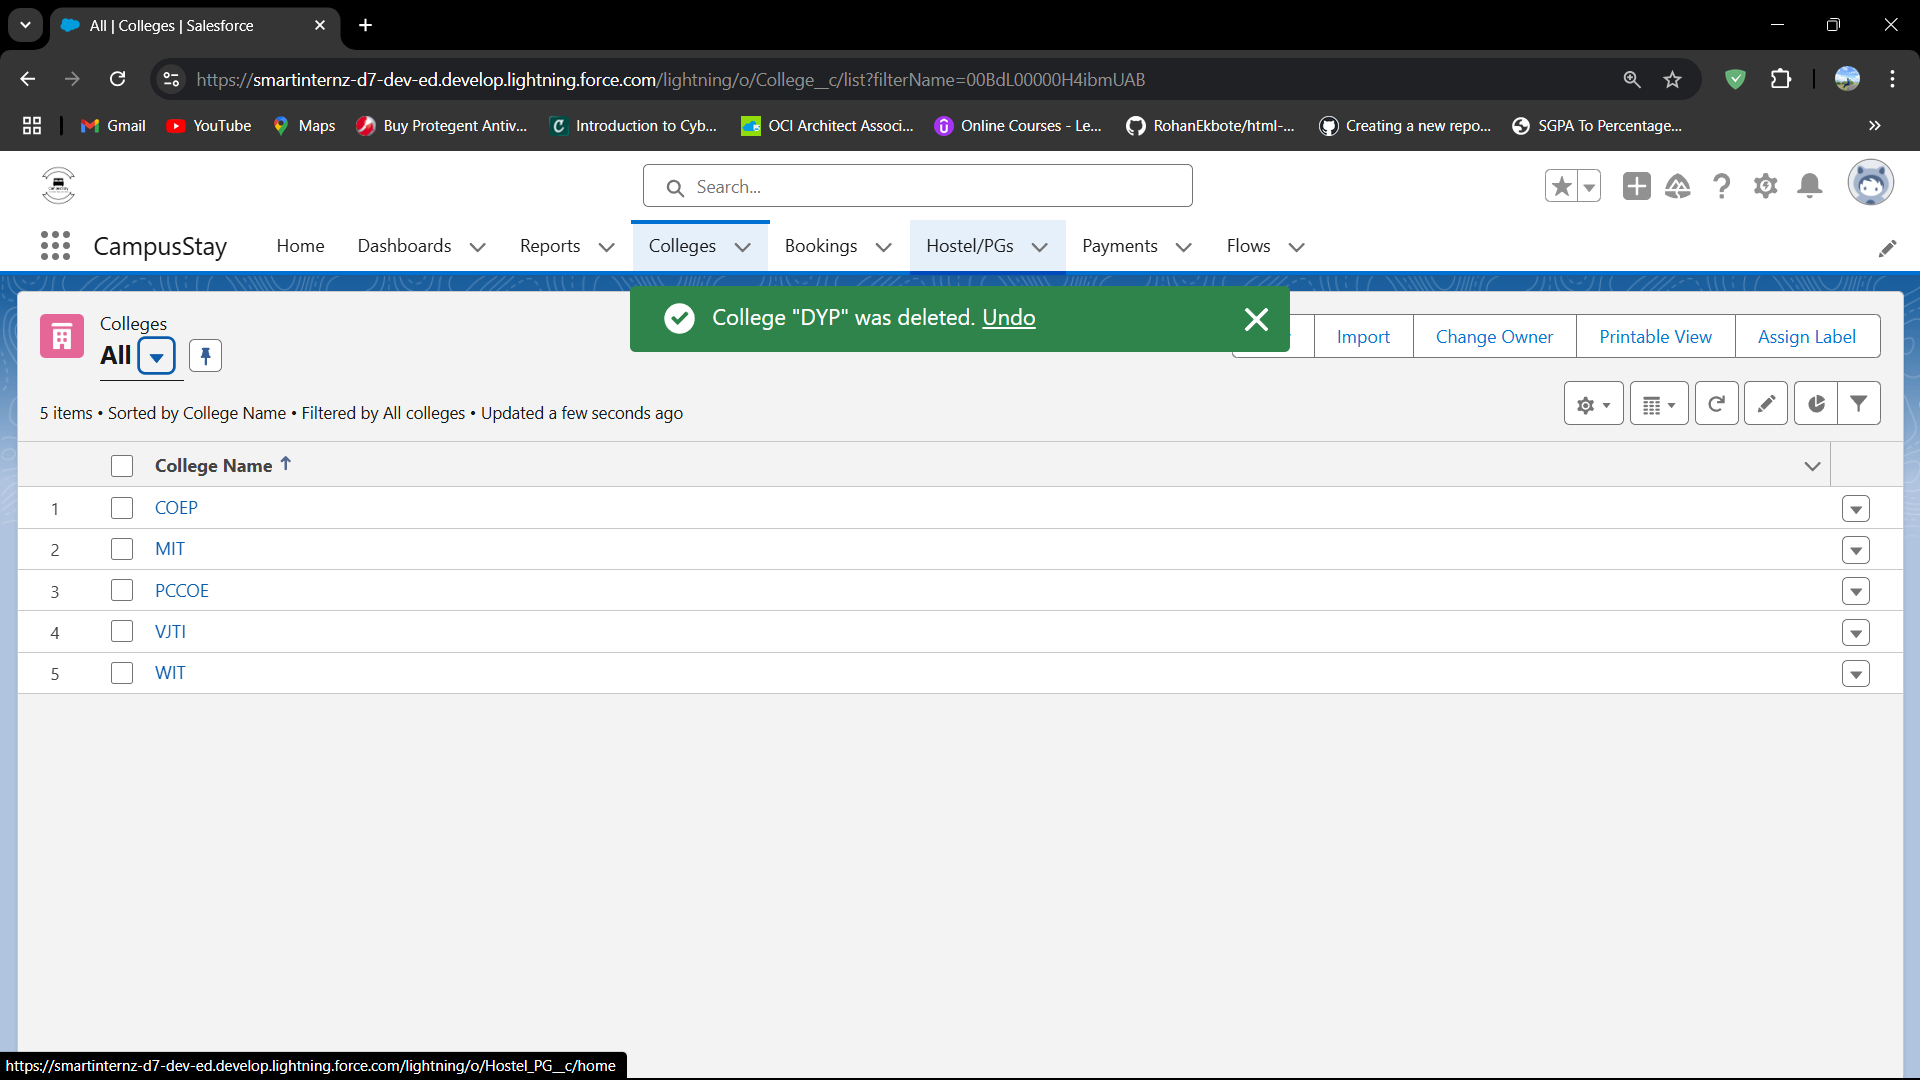 All | Colleges | Salesforce
https://smartinternz-d7-dev-ed.develop.lightning.force.com/lightning/o/College__c/list?filterName=00BdL00000H4ibmUAB
Gmail YouTube Maps Buy Protegent Antiv... Introduction to Cyb... OCI Architect Associ... Online Courses - Le... RohanEkbote/html-... Creating a new repo... SGPA To Percentage...
Search...
CampusStay Home Dashboards Reports Colleges Bookings Hostel/PGs Payments Flows
College "DYP" was deleted. Undo
Colleges
All
Import Change Owner Printable View Assign Label
5 items • Sorted by College Name • Filtered by All colleges • Updated a few seconds ago
College Name
1 COEP
2 MIT
3 PCCOE
4 VJTI
5 WIT
https://smartinternz-d7-dev-ed.develop.lightning.force.com/lightning/o/Hostel_PG__c/home